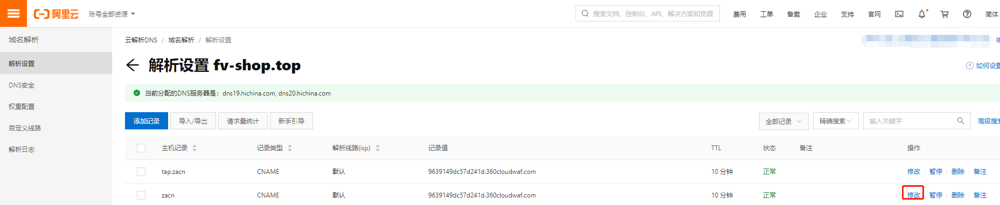 阿里云 账号全部资源 搜索文档、控制台、API、解决方案和资源 费用 工单 备案 企业 支持 官网 简体
域名解析
解析设置
DNS安全
权重配置
自定义线路
解析日志
云解析DNS / 域名解析 / 解析设置
解析设置 fv-shop.top
如何设置
当前分配的DNS服务器是：dns19.hichina.com, dns20.hichina.com
添加记录 导入/导出 请求量统计 新手引导 全部记录 精确搜索 输入关键字 高级搜索
主机记录 记录类型 解析线路(isp) 记录值 TTL 状态 备注 操作
tap.zacn CNAME 默认 9639149dc57d241d.360cloudwaf.com 10 分钟 正常 修改 暂停 删除 备注
zacn CNAME 默认 9639149dc57d241d.360cloudwaf.com 10 分钟 正常 修改 暂停 删除 备注